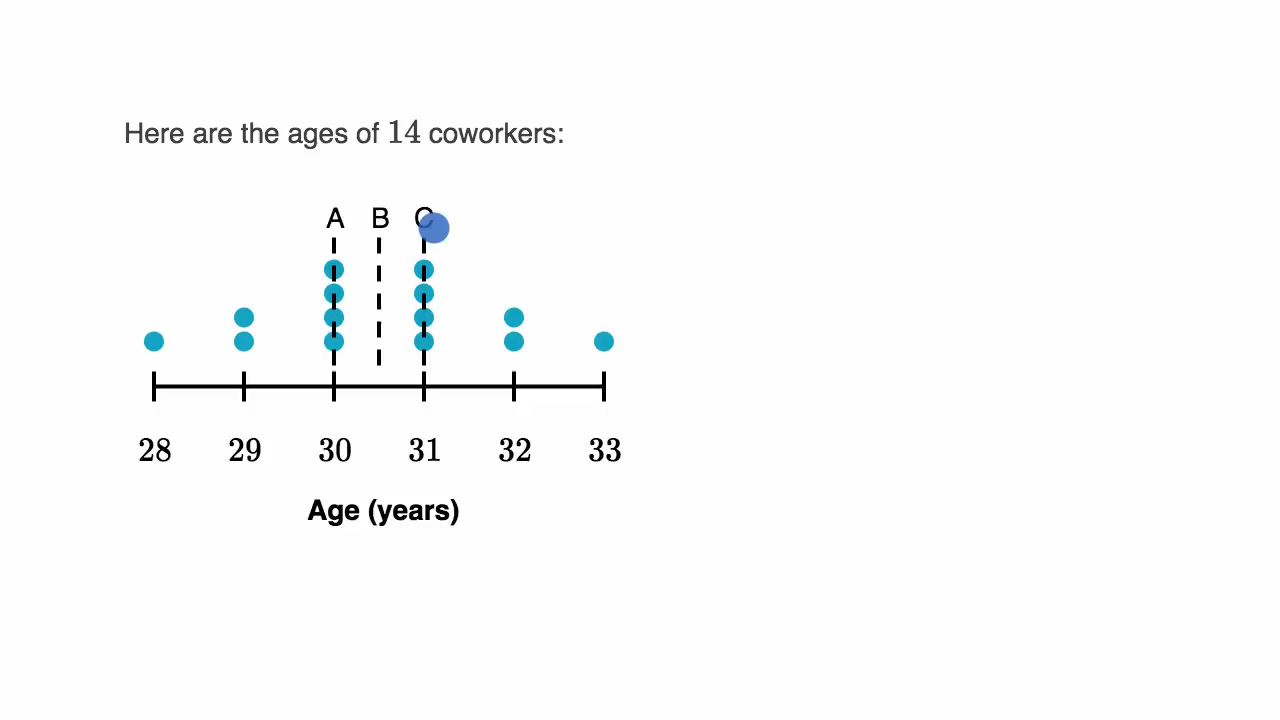 Here are the ages of 14 coworkers:
A B C
28 29 30 31 32 33
Age (years)